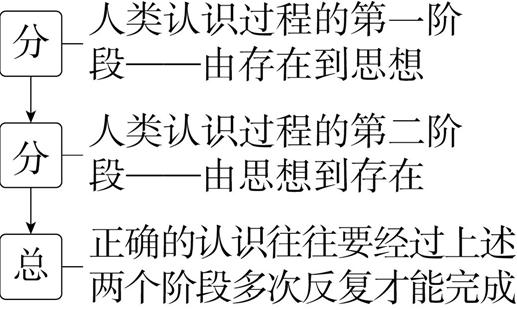 分
人类认识过程的第一阶
段——由存在到思想
分
人类认识过程的第二阶
段——由思想到存在
总
正确的认识往往要经过上述
两个阶段多次反复才能完成